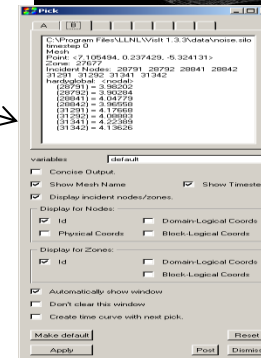 Pick
A B
C:\Program Files\LLNL\VisIt 1.3.3\data\noise.silo
timestep 0
Mesh
Point: <7.105494, 0.237429, -5.324131>
Zone: 27677
Incident Nodes: 28791 28792 28841 28842
31291 31292 31341 31342
hardyglobal: <nodal>
(28791) = 3.98202
(28792) = 3.90284
(28841) = 4.04779
(28842) = 3.96558
(31291) = 4.17668
(31292) = 4.08883
(31341) = 4.22389
(31342) = 4.13626
variables default
Concise Output.
Show Mesh Name Show Timeste
Display incident nodes/zones.
Display for Nodes:
Id Domain-Logical Coords
Physical Coords Block-Logical Coords
Display for Zones:
Id Domain-Logical Coords
Block-Logical Coords
Automatically show window
Don't clear this window
Create time curve with next pick.
Make default Reset
Apply Post Dismiss